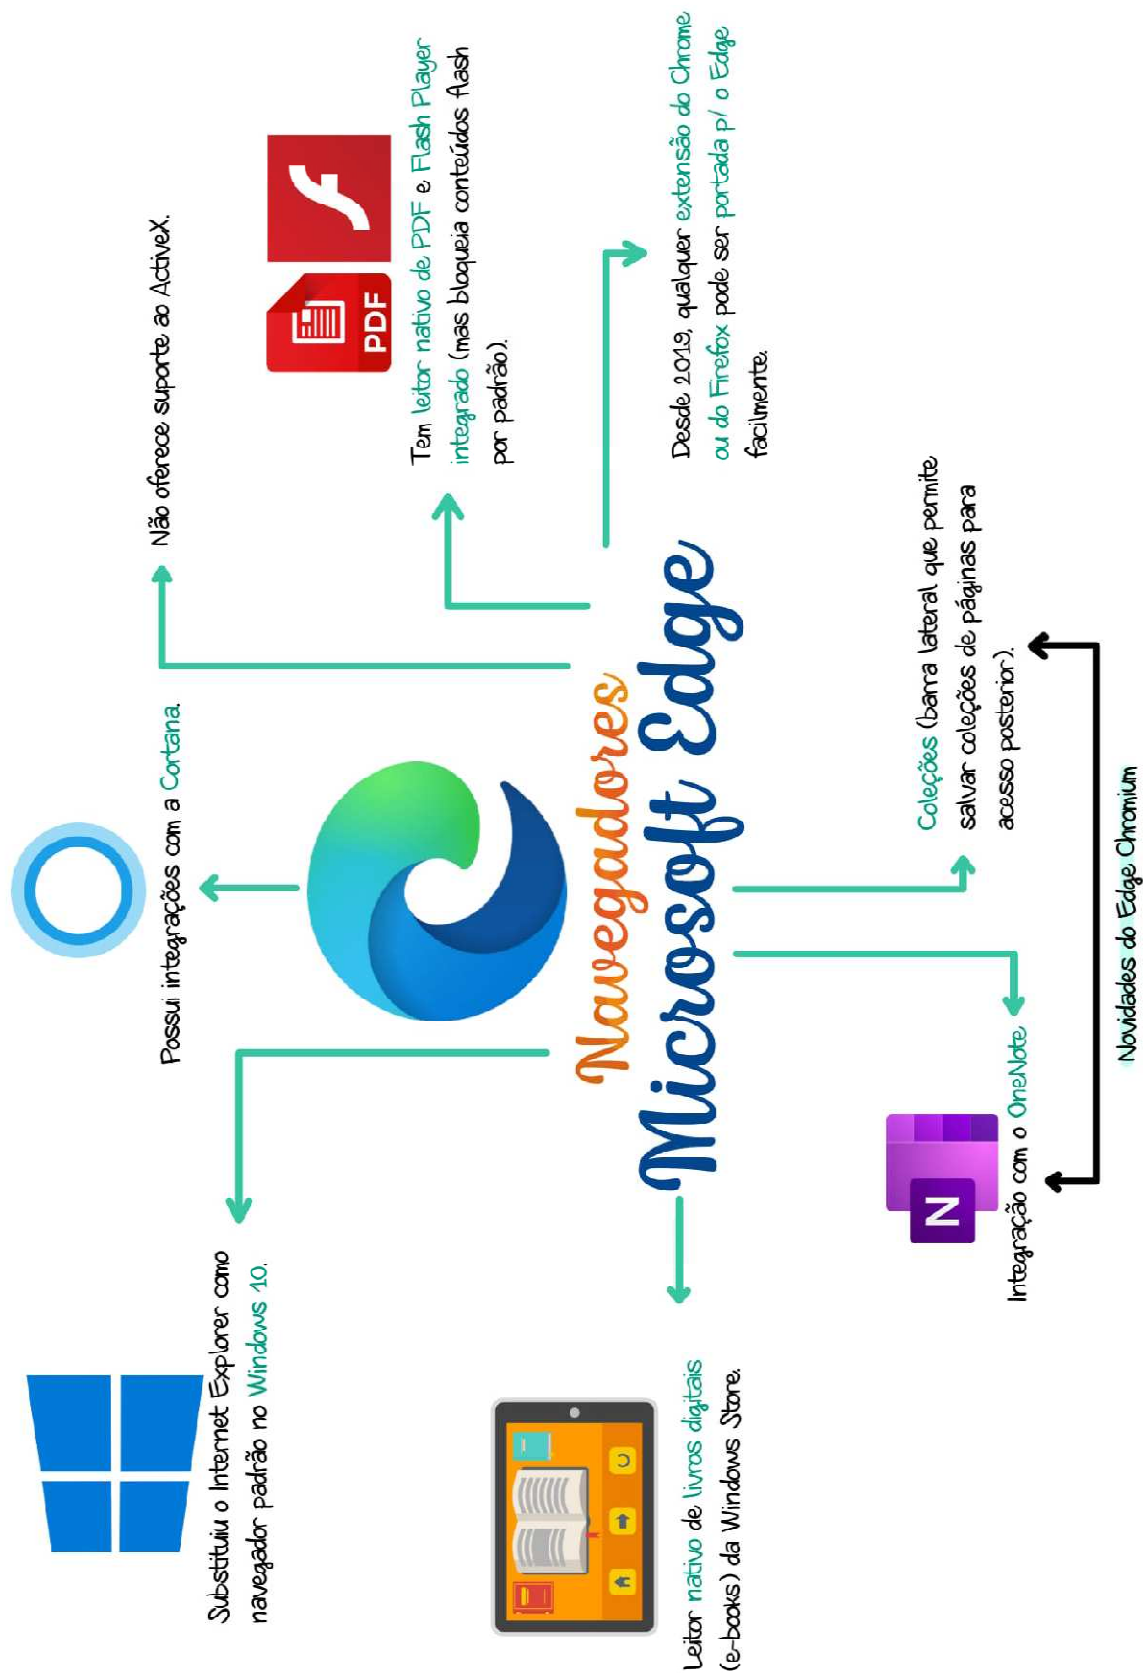 Navegadores
Microsoft Edge
Substituiu o Internet Explorer como
navegador padrão no Windows 10.
Possui integrações com a Cortana.
Não oferece suporte ao ActiveX.
PDF
Tem leitor nativo de PDF e Flash Player
integrado (mas bloqueia conteúdos flash
por padrão).
Desde 2019, qualquer extensão do Chrome
ou do Firefox pode ser portada p/ o Edge
facilmente.
Leitor nativo de livros digitais
(e-books) da Windows Store.
N
Integração com o OneNote
Coleções (barra lateral que permite
salvar coleções de páginas para
acesso posterior).
Novidades do Edge Chromium